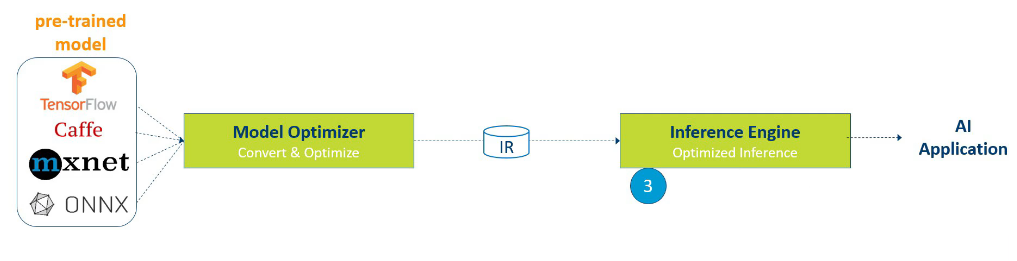 pre-trained
model
TensorFlow
Caffe
mxnet
ONNX
Model Optimizer
Convert & Optimize
IR
Inference Engine
Optimized Inference
3
AI
Application